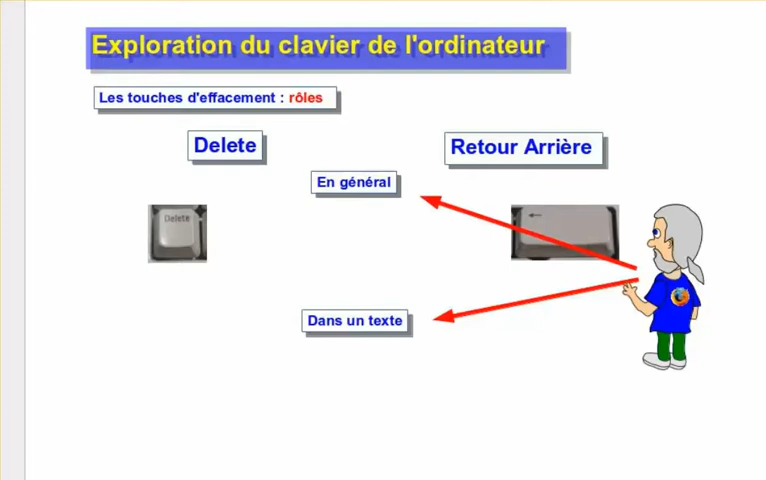 Exploration du clavier de l'ordinateur
Les touches d'effacement : rôles
Delete
Retour Arrière
En général
Delete
←
Dans un texte